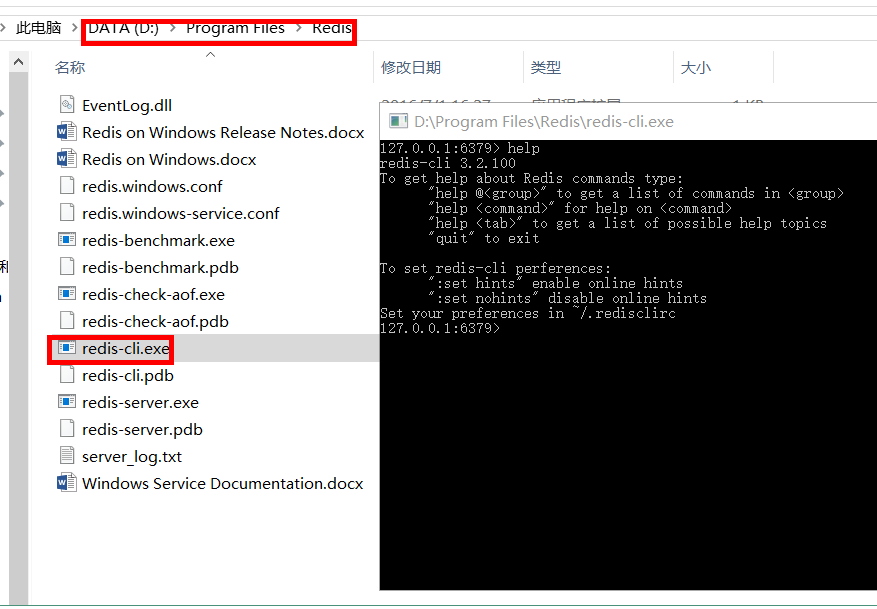 此电脑 > DATA (D:) > Program Files > Redis
名称 修改日期 类型 大小
EventLog.dll
Redis on Windows Release Notes.docx
Redis on Windows.docx
redis.windows.conf
redis.windows-service.conf
redis-benchmark.exe
redis-benchmark.pdb
redis-check-aof.exe
redis-check-aof.pdb
redis-cli.exe
redis-cli.pdb
redis-server.exe
redis-server.pdb
server_log.txt
Windows Service Documentation.docx
D:\Program Files\Redis\redis-cli.exe
127.0.0.1:6379> help
redis-cli 3.2.100
To get help about Redis commands type:
"help @<group>" to get a list of commands in <group>
"help <command>" for help on <command>
"help <tab>" to get a list of possible help topics
"quit" to exit
To set redis-cli perferences:
":set hints" enable online hints
":set nohints" disable online hints
Set your preferences in ~/.redisclirc
127.0.0.1:6379>